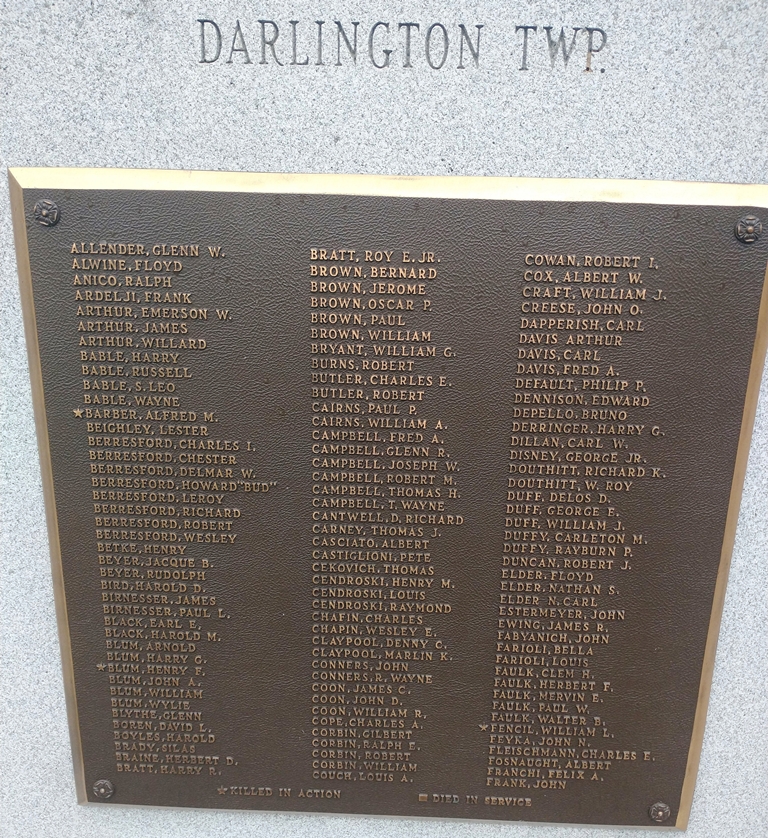 DARLINGTON TWP.
ALLENDER, GLENN W.
ALWINE, FLOYD
ANICO, RALPH
ARDELJI, FRANK
ARTHUR, EMERSON W.
ARTHUR, JAMES
ARTHUR, WILLARD
BABLE, HARRY
BABLE, RUSSELL
BABLE, S. LEO
BABLE, WAYNE
★BARBER, ALFRED M.
BEIGHLEY, LESTER
BERRESFORD, CHARLES I.
BERRESFORD, CHESTER
BERRESFORD, DELMAR W.
BERRESFORD, HOWARD "BUD"
BERRESFORD, LEROY
BERRESFORD, RICHARD
BERRESFORD, ROBERT
BERRESFORD, WESLEY
BETKE, HENRY
BEYER, JACQUE B.
BEYER, RUDOLPH
BIRD, HAROLD D.
BIRNESSER, JAMES
BIRNESSER, PAUL L.
BLACK, EARL E.
BLACK, HAROLD M.
BLUM, ARNOLD
BLUM, HARRY G.
★BLUM, HENRY F.
BLUM, JOHN A.
BLUM, WILLIAM
BLUM, WYLIE
BLYTHE, GLENN
BOREN, DAVID L.
BOYLES, HAROLD
BRADY, SILAS
BRAINE, HERBERT D.
BRATT, HARRY R.
BRATT, ROY E. JR.
BROWN, BERNARD
BROWN, JEROME
BROWN, OSCAR P.
BROWN, PAUL
BROWN, WILLIAM
BRYANT, WILLIAM G.
BURNS, ROBERT
BUTLER, CHARLES E.
BUTLER, ROBERT
CAIRNS, PAUL P.
CAIRNS, WILLIAM A.
CAMPBELL, FRED A.
CAMPBELL, GLENN R.
CAMPBELL, JOSEPH W.
CAMPBELL, ROBERT M.
CAMPBELL, THOMAS H.
CAMPBELL, T. WAYNE
CANTWELL, D. RICHARD
CARNEY, THOMAS J.
CASCIATO, ALBERT
CASTIGLIONI, PETE
CEKOVICH, THOMAS
CENDROSKI, HENRY M.
CENDROSKI, LOUIS
CENDROSKI, RAYMOND
CHAFIN, CHARLES
CHAPIN, WESLEY E.
CLAYPOOL, DENNY C.
CLAYPOOL, MARLIN K.
CONNERS, JOHN
CONNERS, R. WAYNE
COON, JAMES C.
COON, JOHN D.
COON, WILLIAM R.
COPE, CHARLES A.
CORBIN, GILBERT
CORBIN, RALPH E.
CORBIN, ROBERT
CORBIN, WILLIAM
COUCH, LOUIS A.
COWAN, ROBERT I.
COX, ALBERT W.
CRAFT, WILLIAM J.
CREESE, JOHN O.
DAPPERISH, CARL
DAVIS ARTHUR
DAVIS, CARL
DAVIS, FRED A.
DEFAULT, PHILIP P.
DENNISON, EDWARD
DEPELLO, BRUNO
DERRINGER, HARRY G.
DILLAN, CARL W.
DISNEY, GEORGE JR.
DOUTHITT, RICHARD K.
DOUTHITT, W. ROY
DUFF, DELOS D.
DUFF, GEORGE E.
DUFF, WILLIAM J.
DUFFY, CARLETON M.
DUFFY, RAYBURN P.
DUNCAN, ROBERT J.
ELDER, FLOYD
ELDER, NATHAN S.
ELDER N. CARL
ESTERMEYER, JOHN
EWING, JAMES R.
FABYANICH, JOHN
FARIOLI, BELLA
FARIOLI, LOUIS
FAULK, CLEM H.
FAULK, HERBERT F.
FAULK, MERVIN E.
FAULK, PAUL W.
FAULK, WALTER B.
★FENCIL, WILLIAM L.
FEYKA, JOHN N.
FLEISCHMANN, CHARLES E.
FOSNAUGHT, ALBERT
FRANCHI, FELIX A.
FRANK, JOHN
★KILLED IN ACTION ■ DIED IN SERVICE